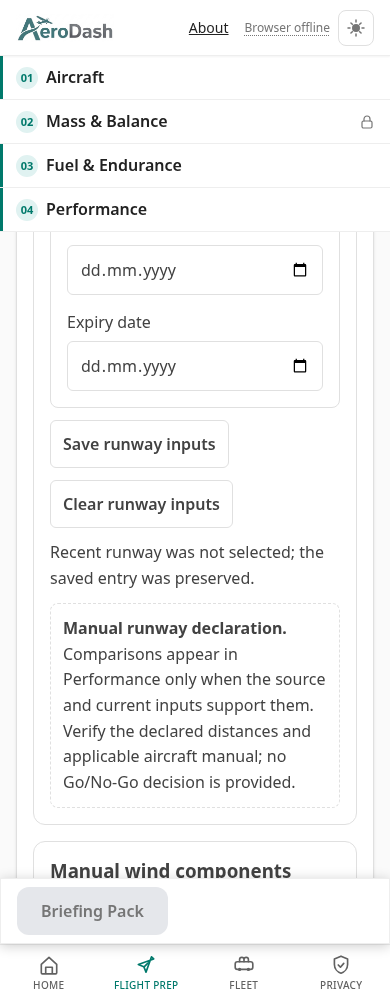 AeroDash
About
Browser offline
01 Aircraft
02 Mass & Balance
03 Fuel & Endurance
04 Performance
dd.mm.yyyy
Expiry date
dd.mm.yyyy
Save runway inputs
Clear runway inputs
Recent runway was not selected; the
saved entry was preserved.
Manual runway declaration.
Comparisons appear in
Performance only when the source
and current inputs support them.
Verify the declared distances and
applicable aircraft manual; no
Go/No-Go decision is provided.
Manual wind components
Briefing Pack
HOME
FLIGHT PREP
FLEET
PRIVACY